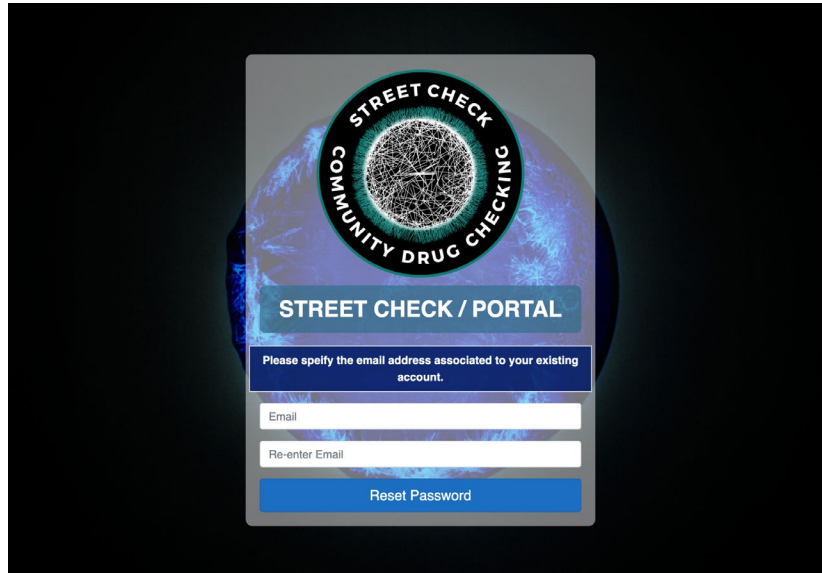 STREET CHECK
COMMUNITY DRUG CHECKING
STREET CHECK / PORTAL
Please speify the email address associated to your existing
account.
Email
Re-enter Email
Reset Password